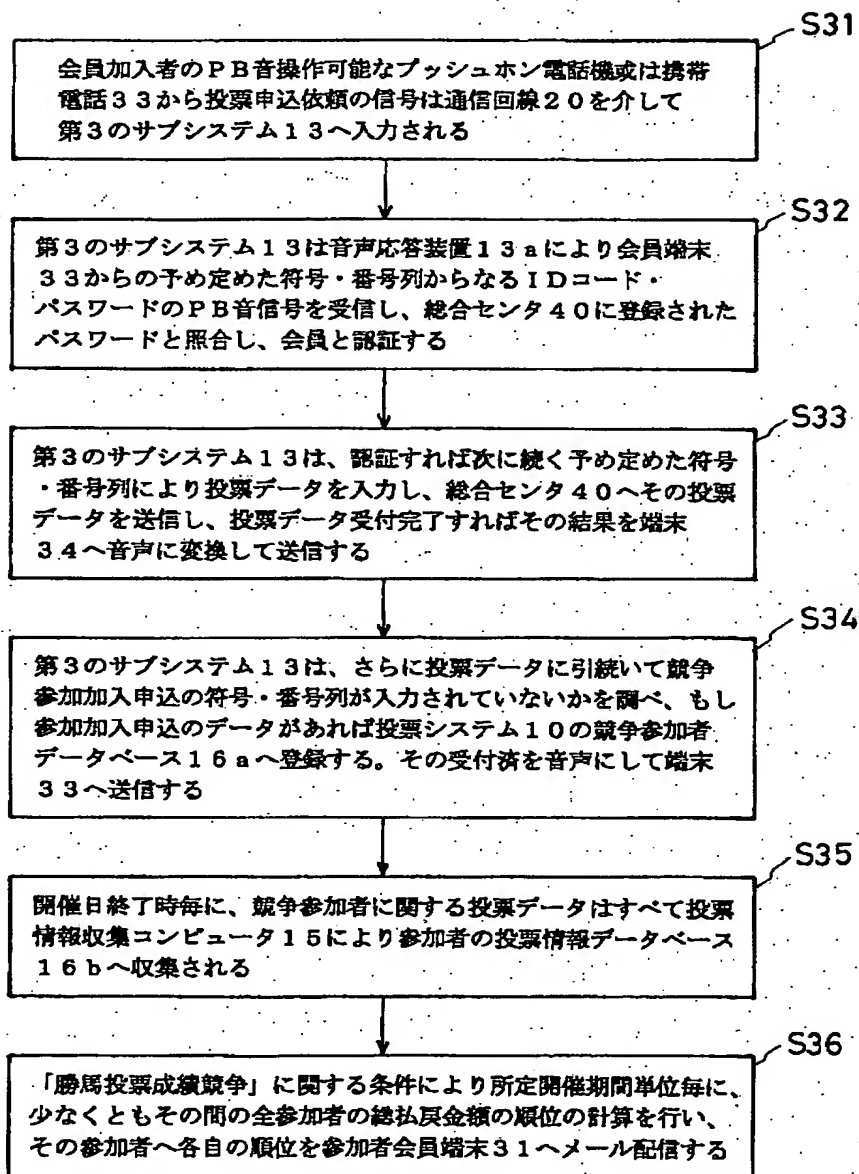 S31
会員加入者のPB音操作可能なプッシュホン電話機或は携帯
電話33から投票申込依頼の信号は通信回線20を介して
第3のサブシステム13へ入力される
S32
第3のサブシステム13は音声応答装置13aにより会員端末
33からの予め定めた符号・番号列からなるIDコード・
パスワードのPB音信号を受信し、総合センタ40に登録された
パスワードと照合し、会員と認証する
S33
第3のサブシステム13は、認証すれば次に続く予め定めた符号
・番号列により投票データを入力し、総合センタ40へその投票
データを送信し、投票データ受付完了すればその結果を端末
34へ音声に変換して送信する
S34
第3のサブシステム13は、さらに投票データに引続いて競争
参加加入申込の符号・番号列が入力されていないかを調べ、もし
参加加入申込のデータがあれば投票システム10の競争参加者
データベース16aへ登録する。その受付済を音声にして端末
33へ送信する
S35
開催日終了時毎に、競争参加者に関する投票データはすべて投票
情報収集コンピュータ15により参加者の投票情報データベース
16bへ収集される
S36
「勝馬投票成績競争」に関する条件により所定開催期間単位毎に、
少なくともその間の全参加者の総払戻金額の順位の計算を行い、
その参加者へ各自の順位を参加者会員端末31へメール配信する